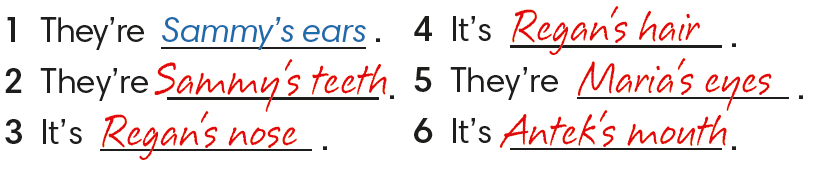 1 They're Sammy's ears.
2 They're Sammy's teeth.
3 It's Regan's nose.
4 It's Regan's hair.
5 They're Maria's eyes.
6 It's Antek's mouth.